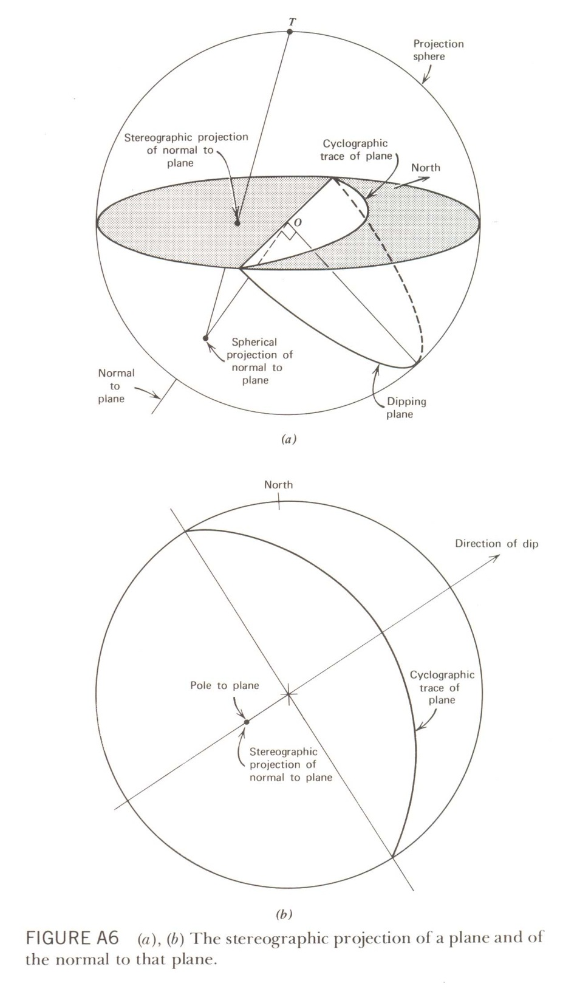 T
Projection
sphere
Stereographic projection
of normal to
plane
Cyclographic
trace of plane
North
O
Spherical
projection of
normal to
plane
Normal
to
plane
Dipping
plane
(a)
North
Direction of dip
Cyclographic
trace of
plane
Pole to plane
Stereographic
projection of
normal to plane
(b)
FIGURE A6 (a), (b) The stereographic projection of a plane and of
the normal to that plane.